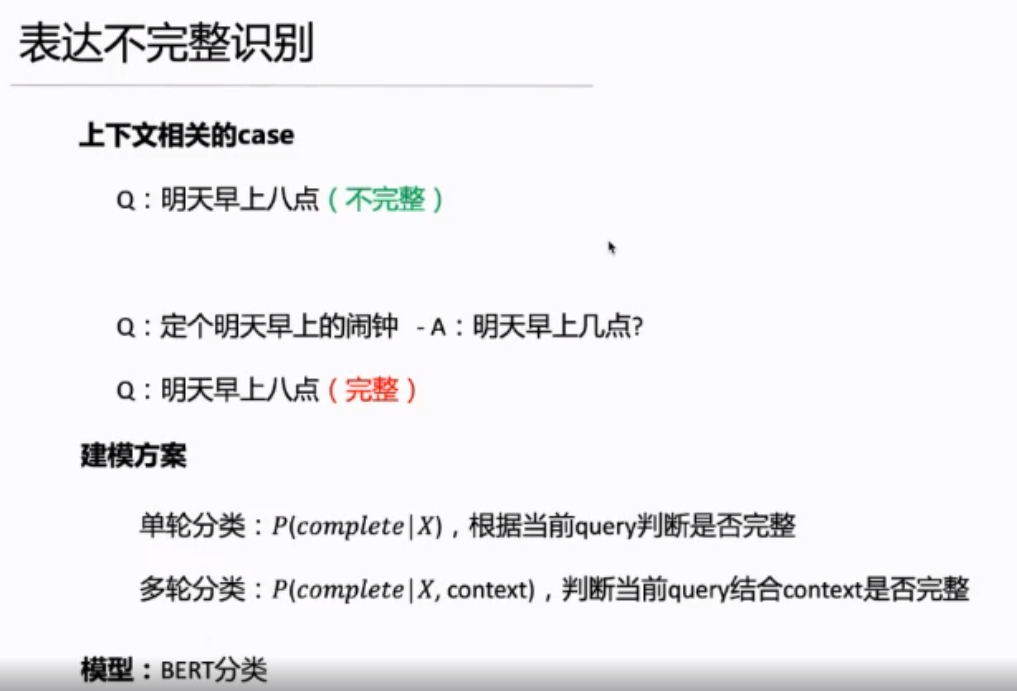 表达不完整识别
上下文相关的case
Q：明天早上八点（不完整）
Q：定个明天早上的闹钟 - A：明天早上几点?
Q：明天早上八点（完整）
建模方案
单轮分类：P(complete|X)，根据当前query判断是否完整
多轮分类：P(complete|X, context)，判断当前query结合context是否完整
模型：BERT分类